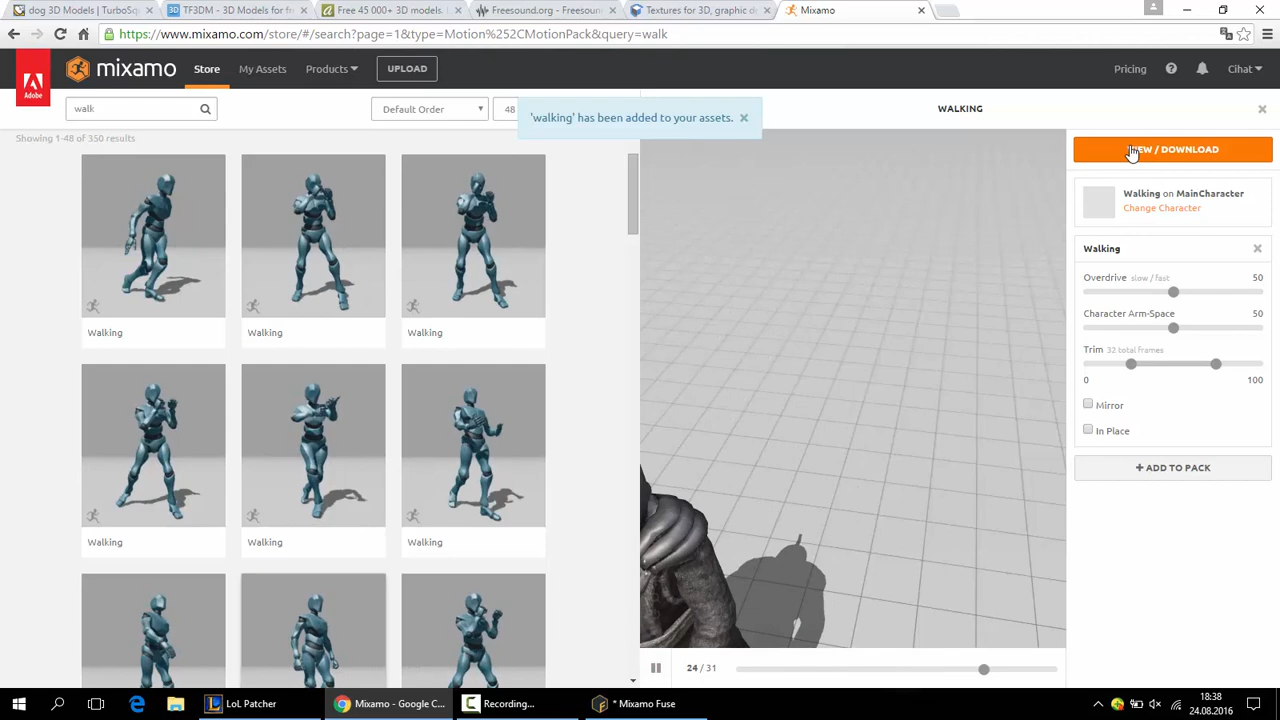 dog 3D Models | TurboSq
TF3DM - 3D Models for fr
Free 45 000+ 3D models
Freesound.org - Freesoun
Textures for 3D, graphic d
Mixamo
https://www.mixamo.com/store/#/search?page=1&type=Motion%252CMotionPack&query=walk
Adobe
mixamo
Store
My Assets
Products
UPLOAD
Pricing
Cihat
walk
Default Order
48
'walking' has been added to your assets.
WALKING
Showing 1-48 of 350 results
/ DOWNLOAD
Walking on MainCharacter
Change Character
Walking
Overdrive slow / fast 50
Character Arm-Space 50
Trim 32 total frames
0 100
Mirror
In Place
+ ADD TO PACK
Walking
Walking
Walking
Walking
Walking
Walking
24 / 31
LoL Patcher
Mixamo - Google C...
Recording...
* Mixamo Fuse
18:38
24.08.2016